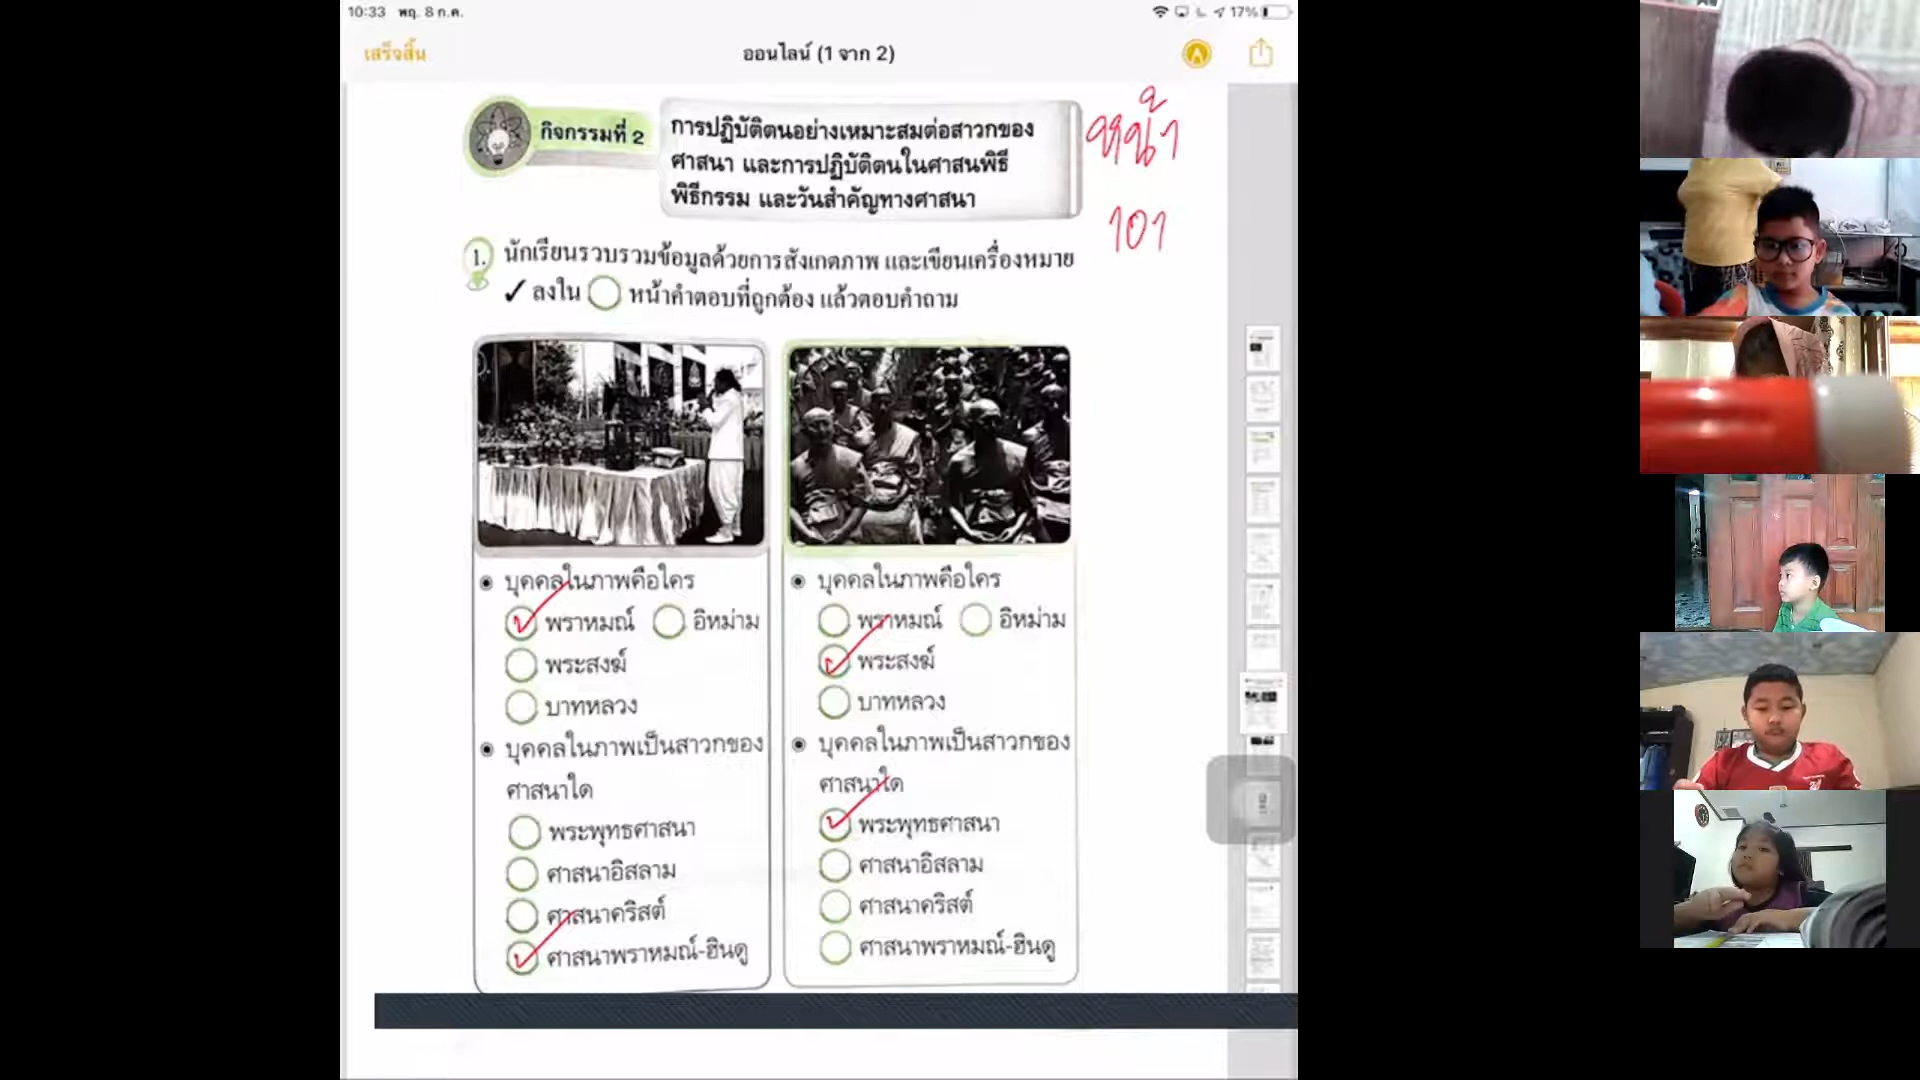 10:33 พฤ. 8 ก.ค.
17%
เสร็จสิ้น
ออนไลน์ (1 จาก 2)
กิจกรรมที่ 2
การปฏิบัติตนอย่างเหมาะสมต่อสาวกของ
ศาสนา และการปฏิบัติตนในศาสนพิธี
พิธีกรรม และวันสำคัญทางศาสนา
หน้า
101
1. นักเรียนรวบรวมข้อมูลด้วยการสังเกตภาพ และเขียนเครื่องหมาย
✓ ลงใน ◯ หน้าคำตอบที่ถูกต้อง แล้วตอบคำถาม
บุคคลในภาพคือใคร
พราหมณ์ อิหม่าม
พระสงฆ์
บาทหลวง
บุคคลในภาพเป็นสาวกของ
ศาสนาใด
พระพุทธศาสนา
ศาสนาอิสลาม
ศาสนาคริสต์
ศาสนาพราหมณ์-ฮินดู
บุคคลในภาพคือใคร
พราหมณ์ อิหม่าม
พระสงฆ์
บาทหลวง
บุคคลในภาพเป็นสาวกของ
ศาสนาใด
พระพุทธศาสนา
ศาสนาอิสลาม
ศาสนาคริสต์
ศาสนาพราหมณ์-ฮินดู